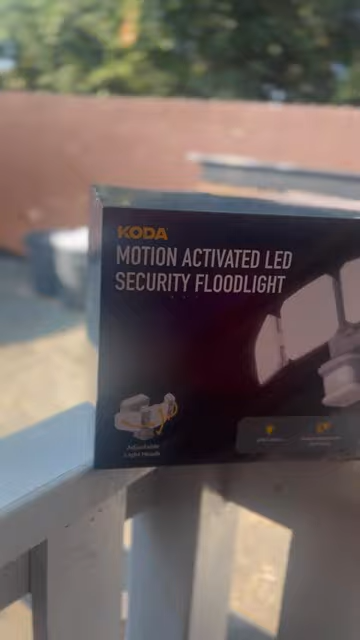 KODA
MOTION ACTIVATED LED
SECURITY FLOODLIGHT
Adjustable
Light Heads